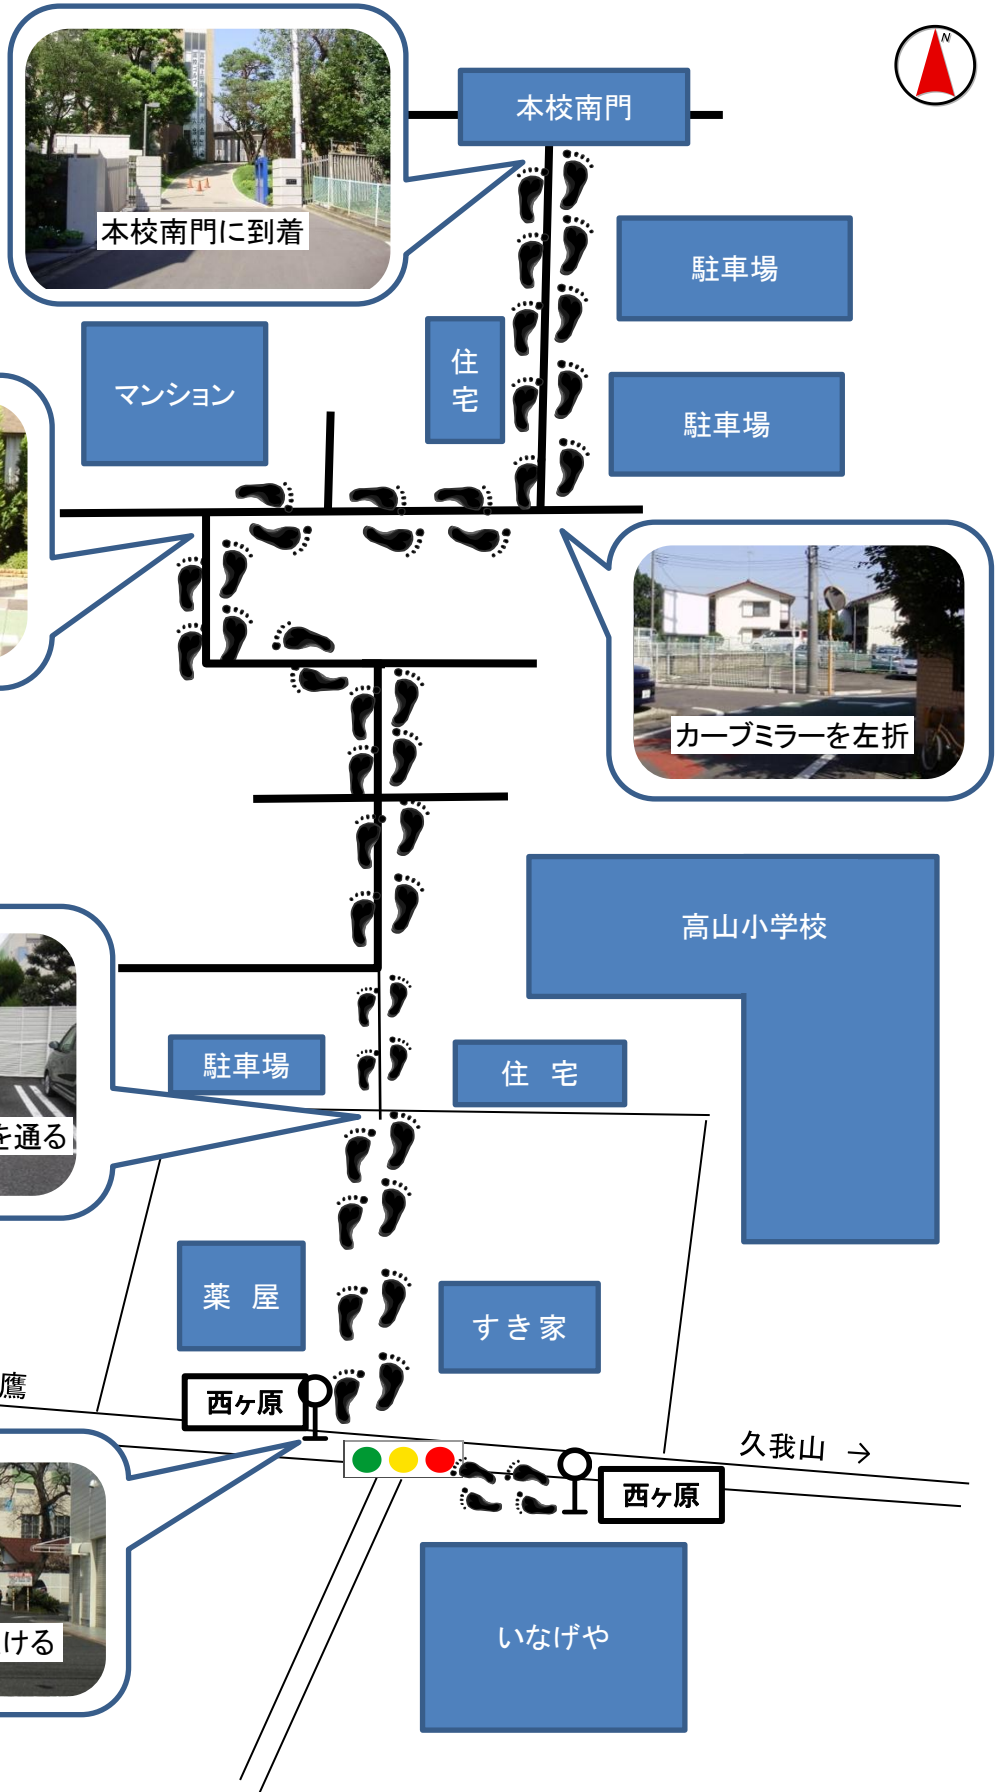 N
本校南門
本校南門に到着
駐車場
マンション
住
宅
駐車場
カーブミラーを左折
高山小学校
駐車場
住　宅
を通る
薬　屋
すき家
鷹
西ヶ原
久我山　→
西ヶ原
いなげや
ける